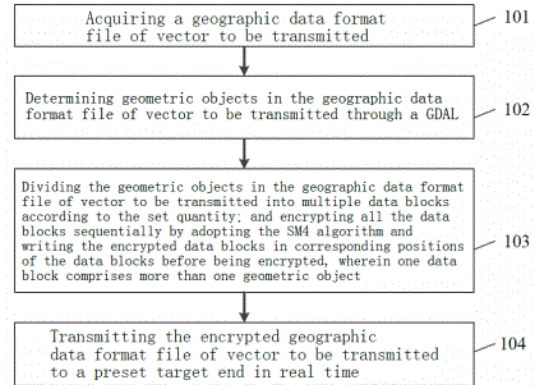 Acquiring a geographic data format
file of vector to be transmitted
101
Determining geometric objects in the geographic data
format file of vector to be transmitted through a GDAL
102
Dividing the geometric objects in the geographic data format
file of vector to be transmitted into multiple data blocks
according to the set quantity; and encrypting all the data
blocks sequentially by adopting the SM4 algorithm and
writing the encrypted data blocks in corresponding positions
of the data blocks before being encrypted, wherein one data
block comprises more than one geometric object
103
Transmitting the encrypted geographic
data format file of vector to be transmitted
to a preset target end in real time
104